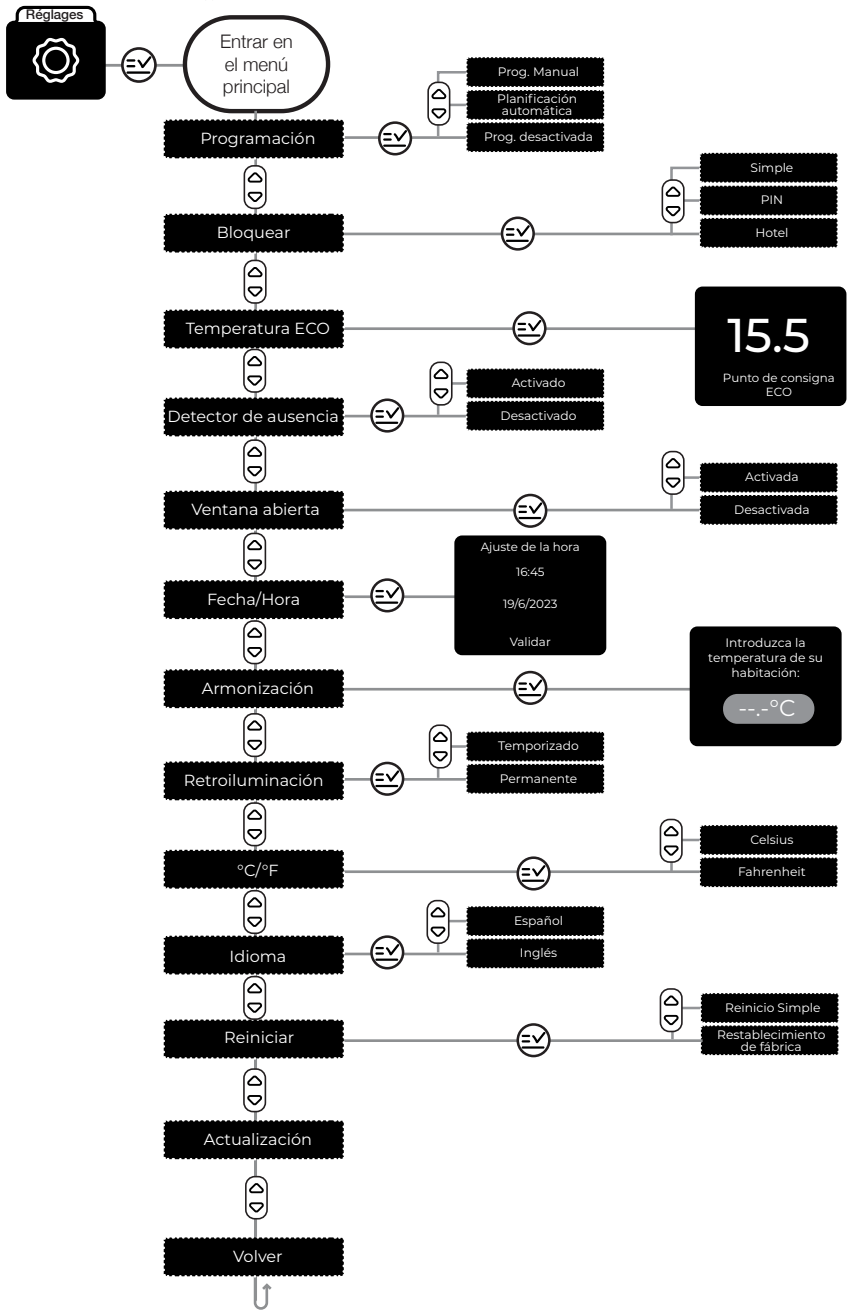 Réglages
Entrar en
el menú
principal
Programación
Prog. Manual
Planificación
automática
Prog. desactivada
Bloquear
Simple
PIN
Hotel
Temperatura ECO
15.5
Punto de consigna
ECO
Detector de ausencia
Activado
Desactivado
Ventana abierta
Activada
Desactivada
Fecha/Hora
Ajuste de la hora
16:45
19/6/2023
Validar
Armonización
Introduzca la
temperatura de su
habitación:
--.-°C
Retroiluminación
Temporizado
Permanente
°C/°F
Celsius
Fahrenheit
Idioma
Español
Inglés
Reiniciar
Reinicio Simple
Restablecimiento
de fábrica
Actualización
Volver